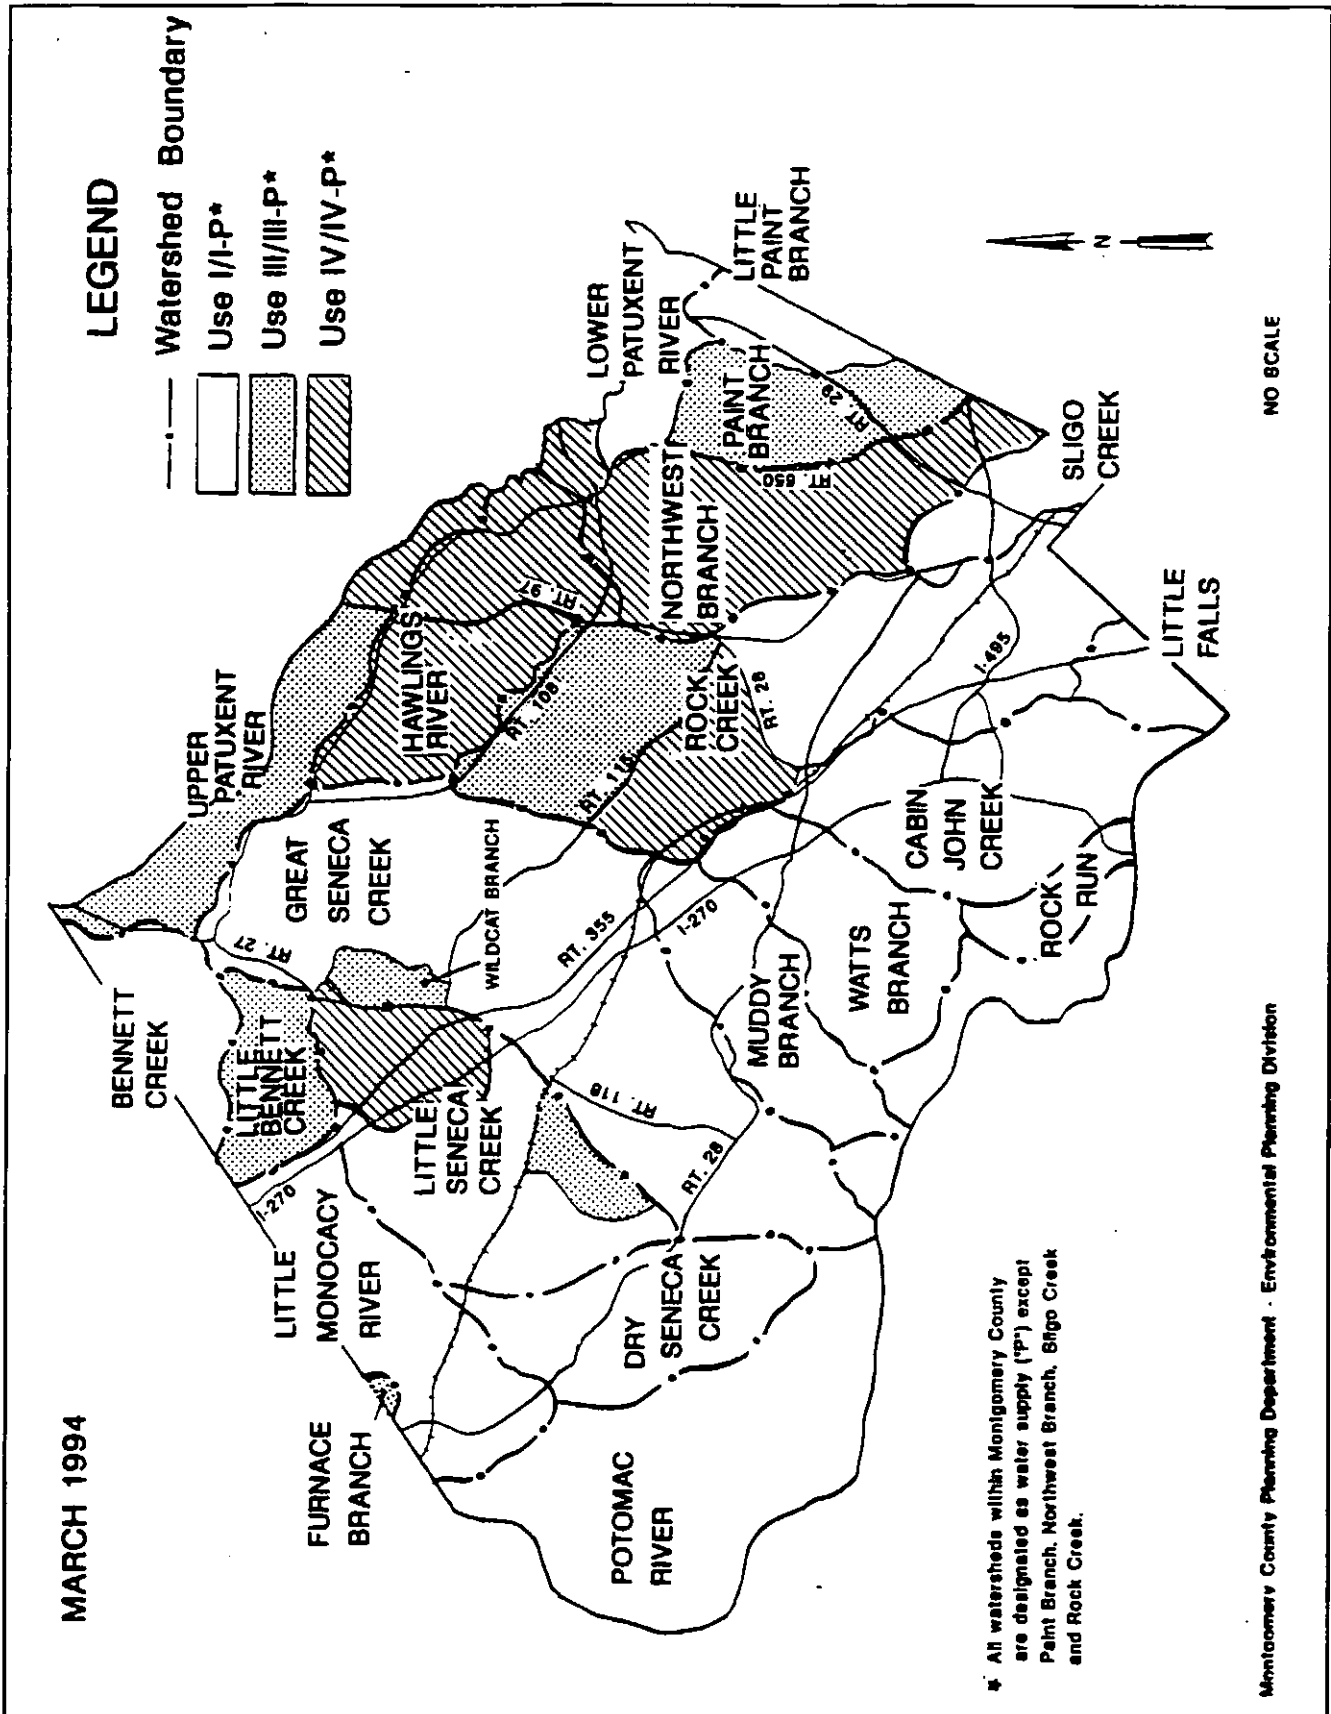 MARCH 1994
LEGEND
Watershed Boundary
Use I/I-P*
Use III/III-P*
Use IV/IV-P*
BENNETT
CREEK
UPPER
PATUXENT
RIVER
LITTLE
BENNETT
CREEK
RT. 27
GREAT
SENECA
CREEK
WILDCAT BRANCH
HAWLINGS
RIVER
RT. 97
RT. 108
RT. 115
LOWER
PATUXENT
RIVER
LITTLE
PAINT
BRANCH
PAINT
BRANCH
RT. 29
RT. 650
NORTHWEST
BRANCH
ROCK
CREEK
RT. 28
I-270
LITTLE
MONOCACY
RIVER
LITTLE
SENECA
CREEK
RT. 355
I-270
RT. 118
RT. 28
FURNACE
BRANCH
DRY
SENECA
CREEK
MUDDY
BRANCH
WATTS
BRANCH
CABIN
JOHN
CREEK
I-495
SLIGO
CREEK
ROCK
RUN
LITTLE
FALLS
POTOMAC
RIVER
N
NO SCALE
* All watersheds within Montgomery County
are designated as water supply ("P") except
Paint Branch, Northwest Branch, Sligo Creek
and Rock Creek.
Montgomery County Planning Department - Environmental Planning Division